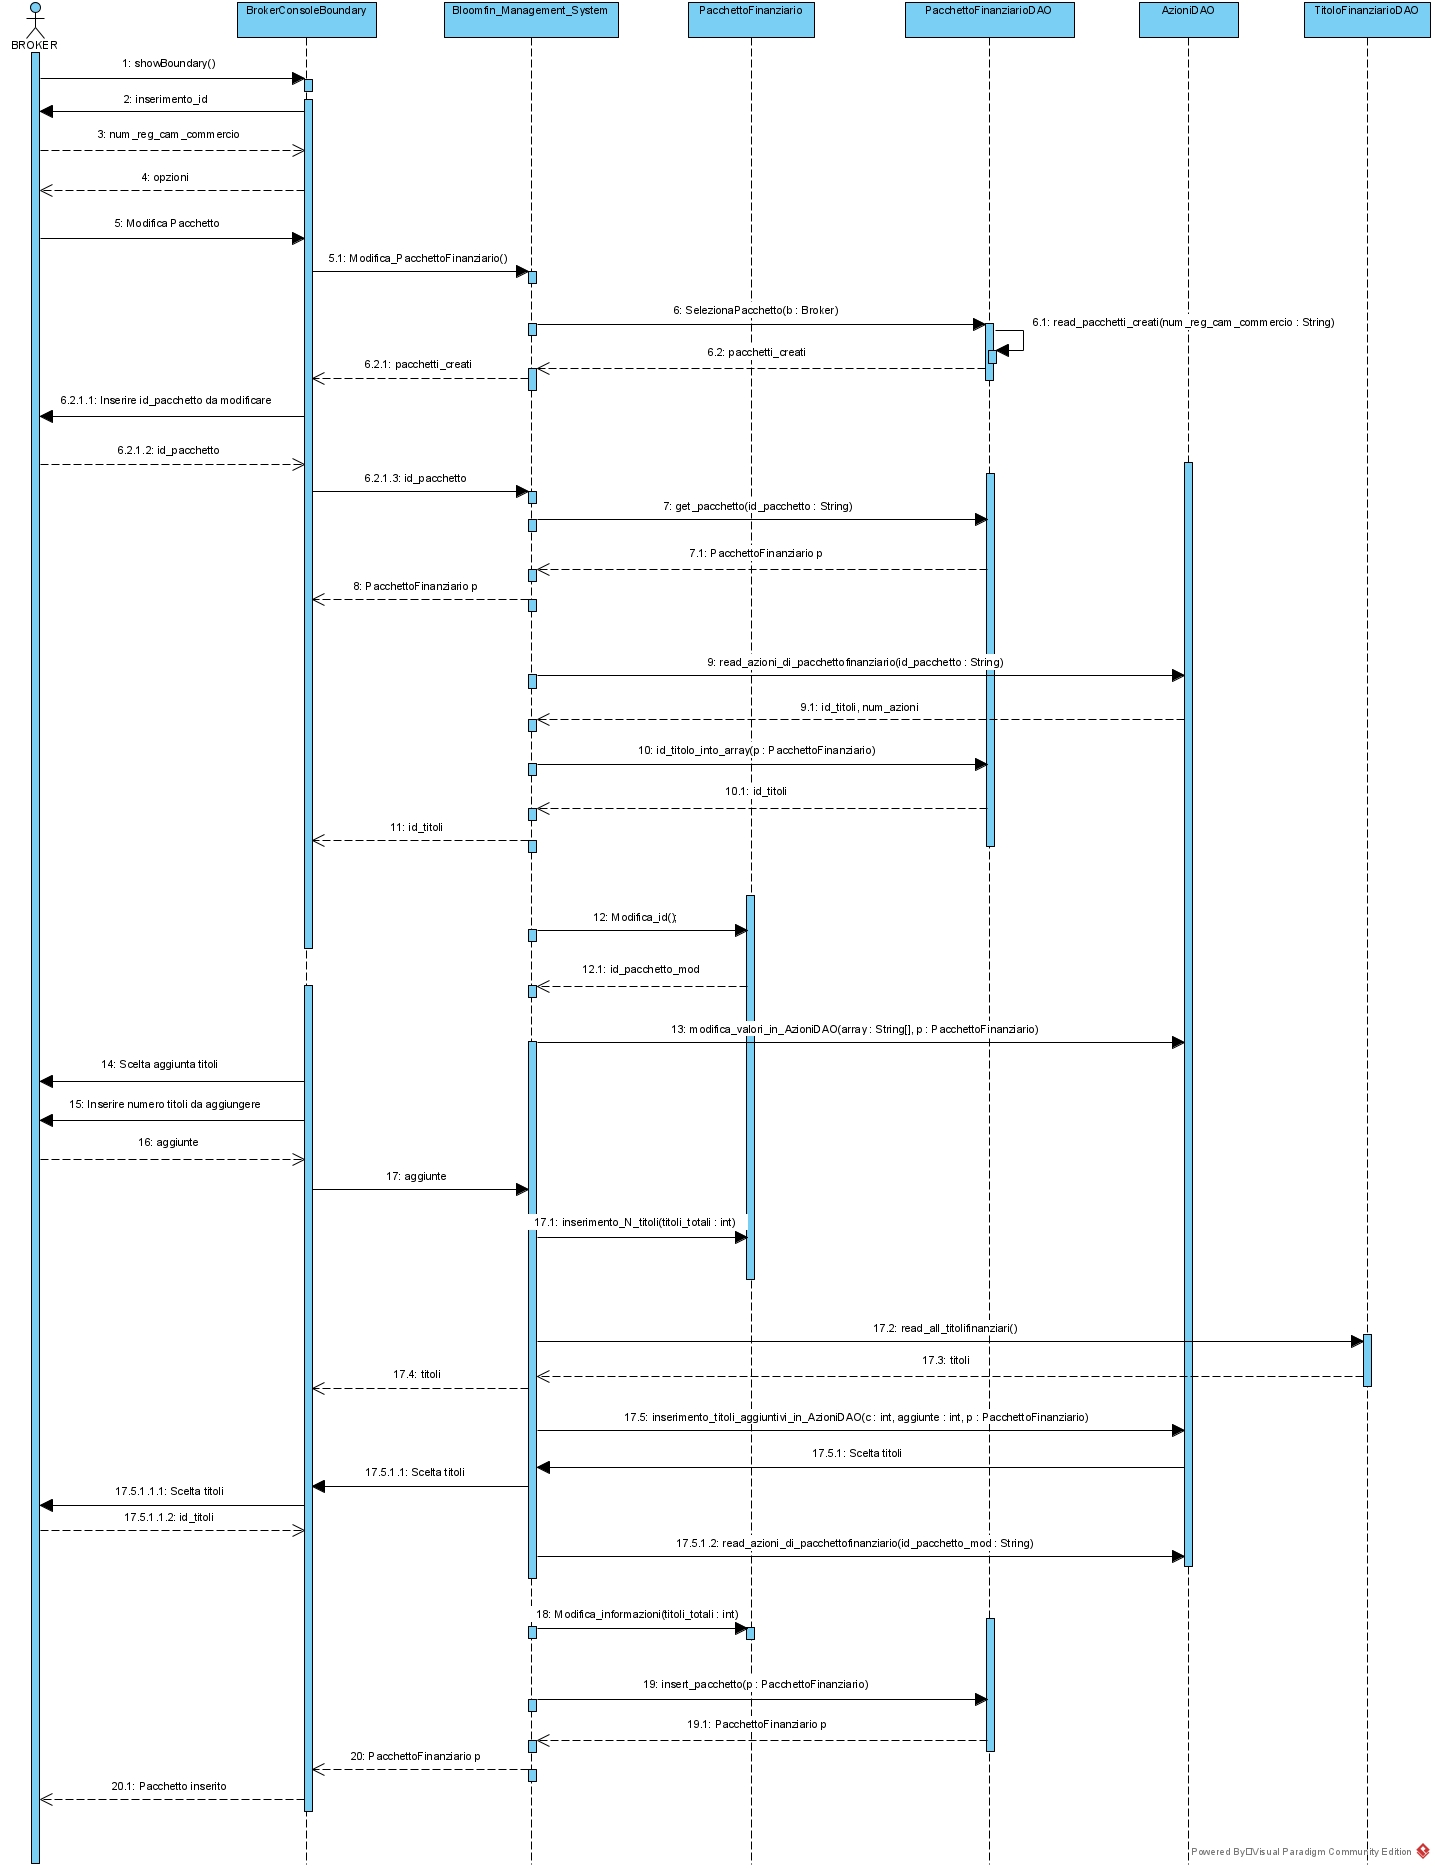 BROKER
BrokerConsoleBoundary
Bloomfin_Management_System
PacchettoFinanziario
PacchettoFinanziarioDAO
AzioniDAO
TitoloFinanziarioDAO
1: showBoundary()
2: inserimento_id
3: num_reg_cam_commercio
4: opzioni
5: Modifica Pacchetto
5.1: Modifica_PacchettoFinanziario()
6: SelezionaPacchetto(b : Broker)
6.1: read_pacchetti_creati(num_reg_cam_commercio : String)
6.2: pacchetti_creati
6.2.1: pacchetti_creati
6.2.1.1: Inserire id_pacchetto da modificare
6.2.1.2: id_pacchetto
6.2.1.3: id_pacchetto
7: get_pacchetto(id_pacchetto : String)
7.1: PacchettoFinanziario p
8: PacchettoFinanziario p
9: read_azioni_di_pacchettofinanziario(id_pacchetto : String)
9.1: id_titoli, num_azioni
10: id_titolo_into_array(p : PacchettoFinanziario)
10.1: id_titoli
11: id_titoli
12: Modifica_id();
12.1: id_pacchetto_mod
13: modifica_valori_in_AzioniDAO(array : String[], p : PacchettoFinanziario)
14: Scelta aggiunta titoli
15: Inserire numero titoli da aggiungere
16: aggiunte
17: aggiunte
17.1: inserimento_N_titoli(titoli_totali : int)
17.2: read_all_titolifinanziari()
17.3: titoli
17.4: titoli
17.5: inserimento_titoli_aggiuntivi_in_AzioniDAO(c : int, aggiunte : int, p : PacchettoFinanziario)
17.5.1: Scelta titoli
17.5.1.1: Scelta titoli
17.5.1.1.1: Scelta titoli
17.5.1.1.2: id_titoli
17.5.1.2: read_azioni_di_pacchettofinanziario(id_pacchetto_mod : String)
18: Modifica_informazioni(titoli_totali : int)
19: insert_pacchetto(p : PacchettoFinanziario)
19.1: PacchettoFinanziario p
20: PacchettoFinanziario p
20.1: Pacchetto inserito
Powered By Visual Paradigm Community Edition